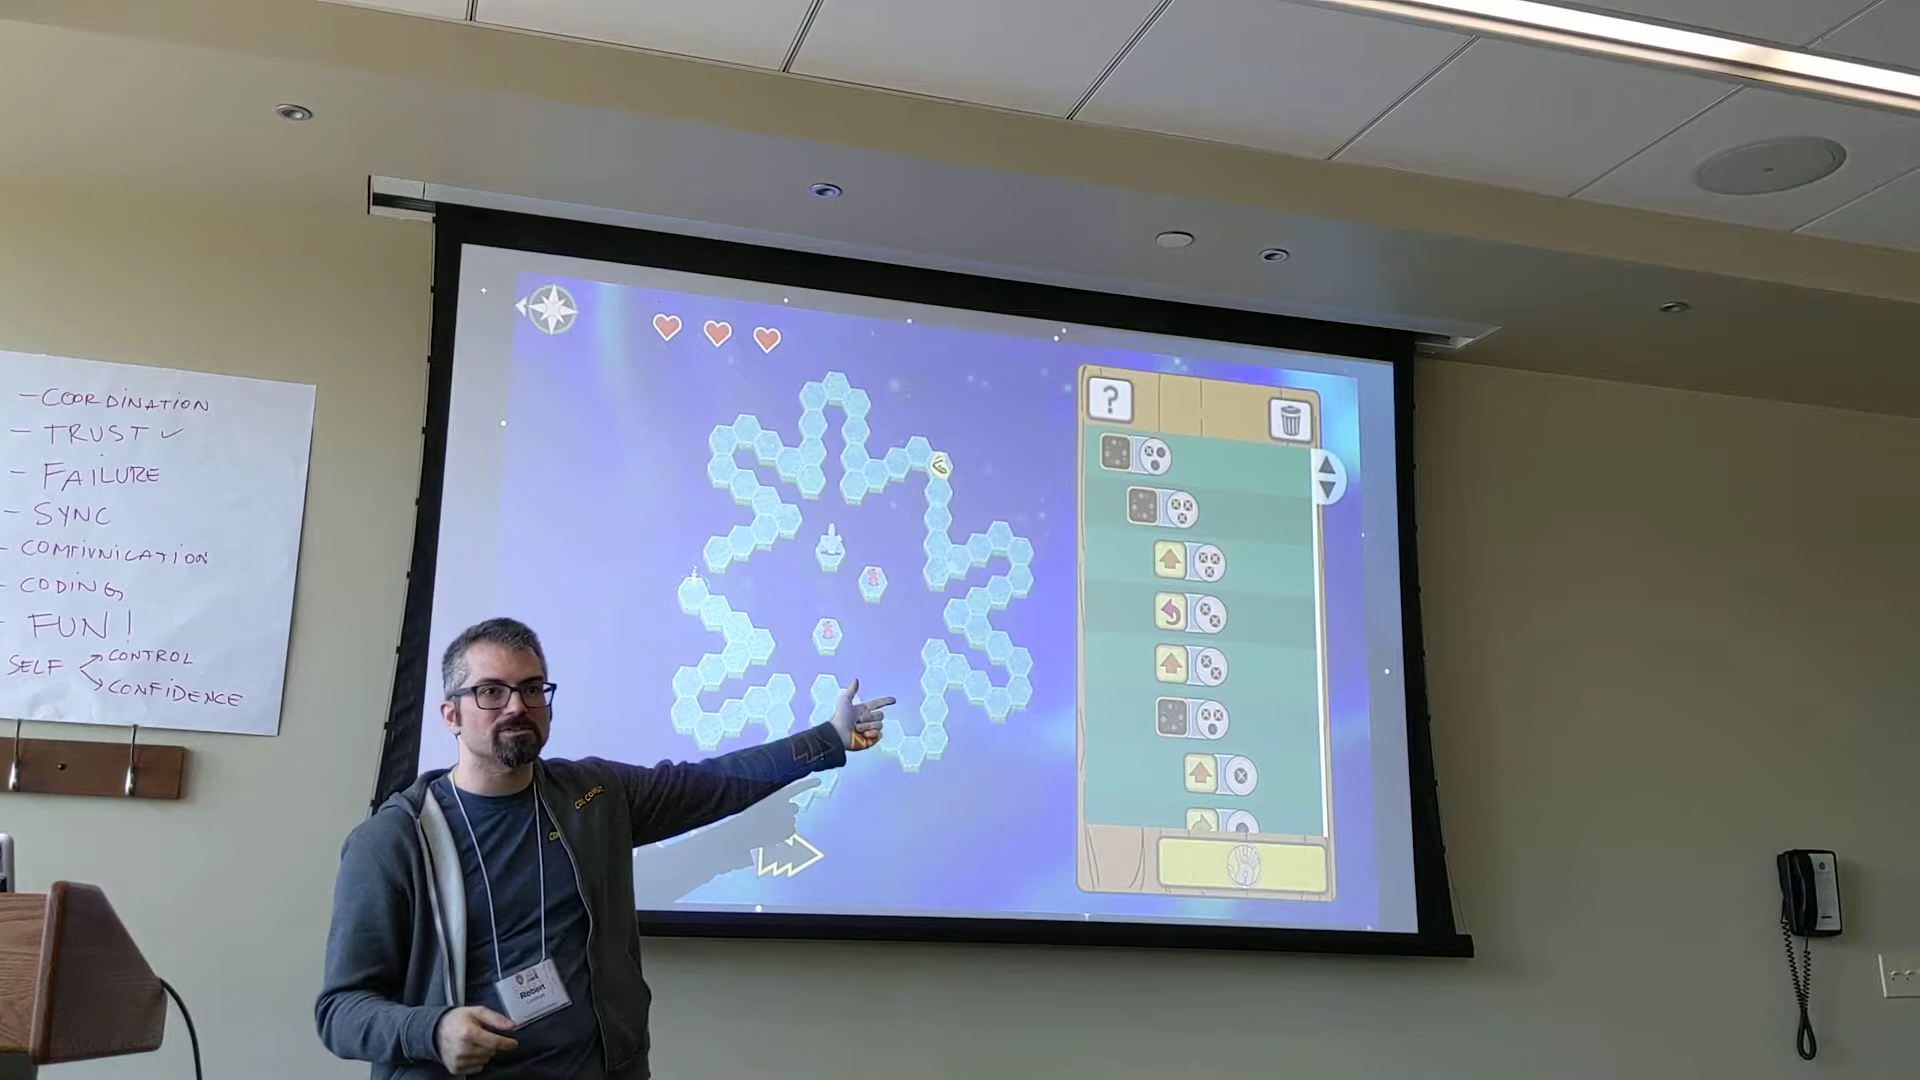 - COORDINATION
- TRUST ✓
- FAILURE
- SYNC
- COMMUNICATION
- CODING
- FUN!
SELF CONTROL
CONFIDENCE
?
Robert